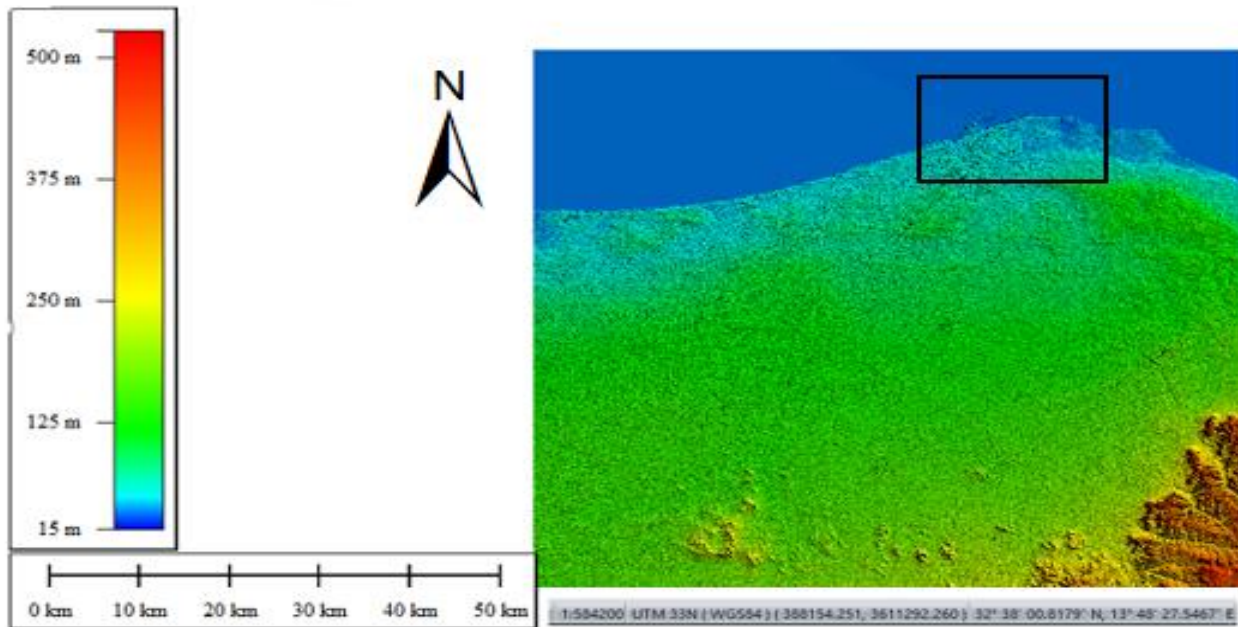 500 m
375 m
250 m
125 m
15 m
N
0 km 10 km 20 km 30 km 40 km 50 km
1:584200 UTM 33N ( WGS84 ) ( 388154.251, 3611292.260 ) 32° 38' 00.8179" N, 13° 48' 27.5467" E